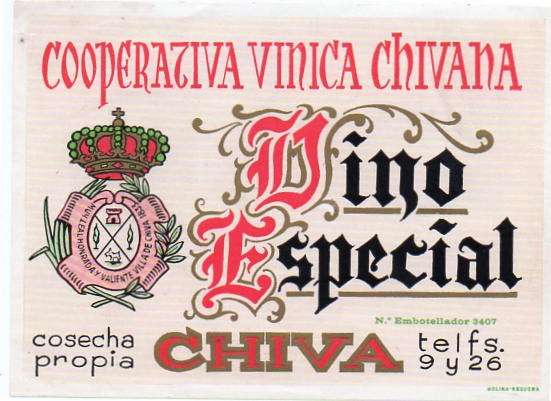 COOPERATIVA VINICA CHIVANA
Vino
Especial
MUY LEAL HONRADA Y VALIENTE VILLA DE CHIVA 1833
N.º Embotellador 3407
cosecha
propia
CHIVA
telfs.
9 y 26
MOLINA-REQUENA